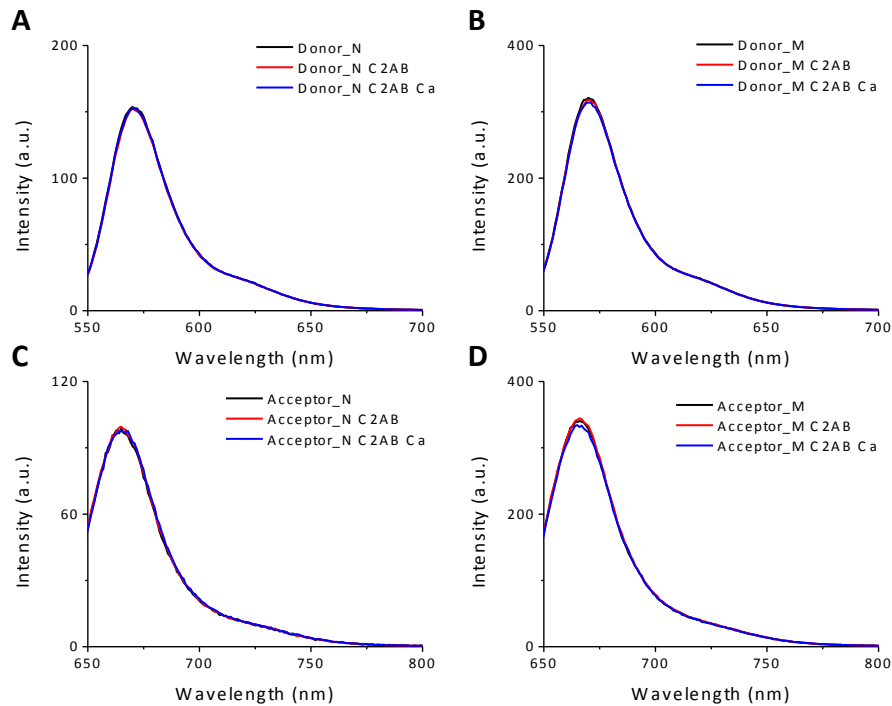 A
200
100
0
Intensity (a.u.)
Donor_N
Donor_N C2AB
Donor_N C2AB Ca
550 600 650 700
Wavelength (nm)
B
400
200
0
Intensity (a.u.)
Donor_M
Donor_M C2AB
Donor_M C2AB Ca
550 600 650 700
Wavelength (nm)
C
120
60
0
Intensity (a.u.)
Acceptor_N
Acceptor_N C2AB
Acceptor_N C2AB Ca
650 700 750 800
Wavelength (nm)
D
400
200
0
Intensity (a.u.)
Acceptor_M
Acceptor_M C2AB
Acceptor_M C2AB Ca
650 700 750 800
Wavelength (nm)